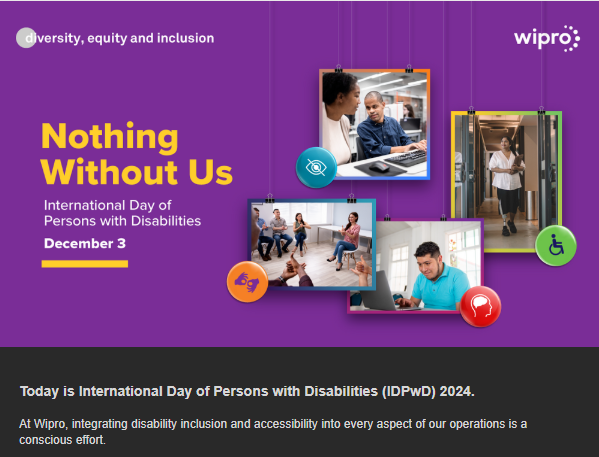 diversity, equity and inclusion
wipro
Nothing
Without Us
International Day of
Persons with Disabilities
December 3
Today is International Day of Persons with Disabilities (IDPwD) 2024.
At Wipro, integrating disability inclusion and accessibility into every aspect of our operations is a
conscious effort.